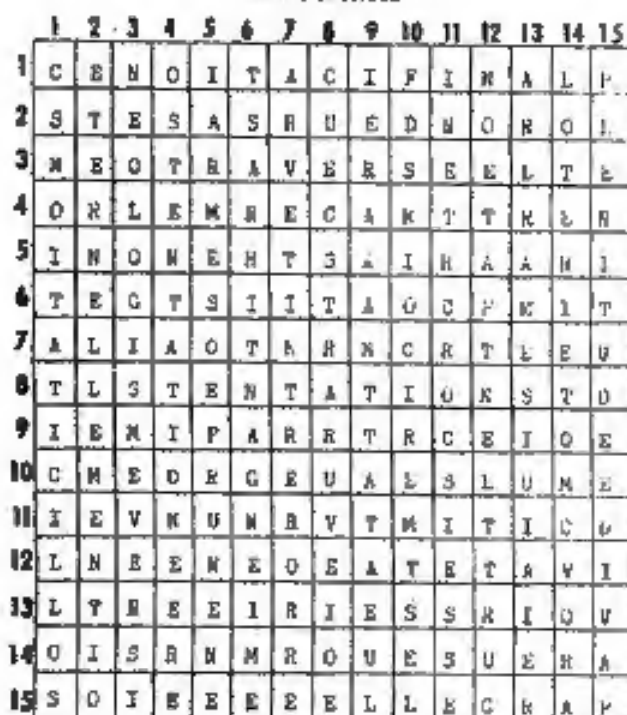 1 2 3 4 5 6 7 8 9 10 11 12 13 14 15
1 C E N O I T A C I F I N A L P
2 S T E S A S R U E D N O R O L
3 N E O T R A V E R S E E L T E
4 O R L E M N E C A K T T R E R
5 I N O N E H T S A I R A A N I
6 T E G T S I I T A O C P M I T
7 A L I A O T A R N C R T L E U
8 T L S T E N T A T I O N S T D
9 I E N I P A R R T R C E I O E
10 C M E D R G E U A L S L U M E
11 I E V N U N R V T M I T I C U
12 L N E E N E O E A T E T A V I
13 L T R E E I R I E S S R I O V
14 O I S R N M R O U E S U E R A
15 S O I E E E E E L L E C R A P